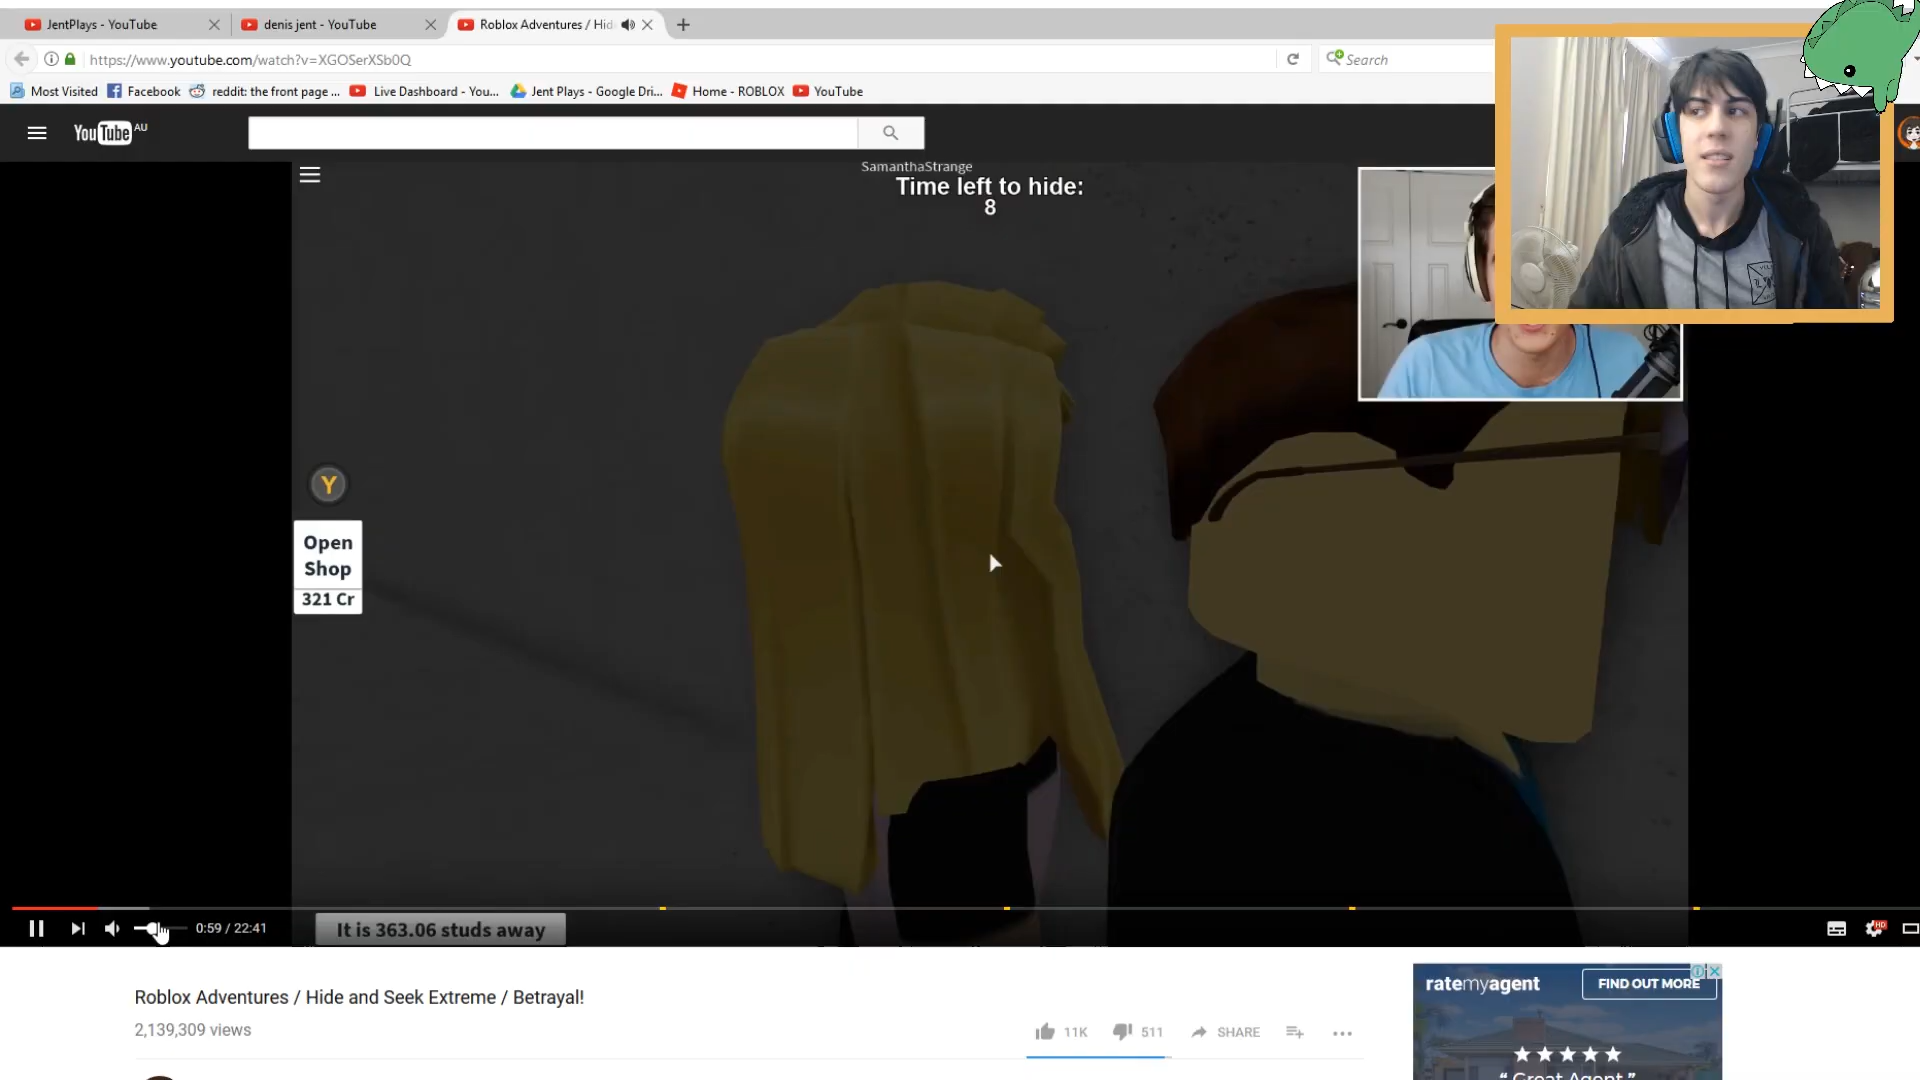 JentPlays - YouTube
denis jent - YouTube
Roblox Adventures / Hid
https://www.youtube.com/watch?v=XGOSerXSb0Q
Search
Most Visited
Facebook
reddit: the front page ...
Live Dashboard - You...
Jent Plays - Google Dri...
Home - ROBLOX
YouTube
YouTube AU
SamanthaStrange
Time left to hide:
8
Y
Open
Shop
321 Cr
0:59 / 22:41
It is 363.06 studs away
HD
Roblox Adventures / Hide and Seek Extreme / Betrayal!
2,139,309 views
11K
511
SHARE
ratemyagent
FIND OUT MORE
"Great Agent"